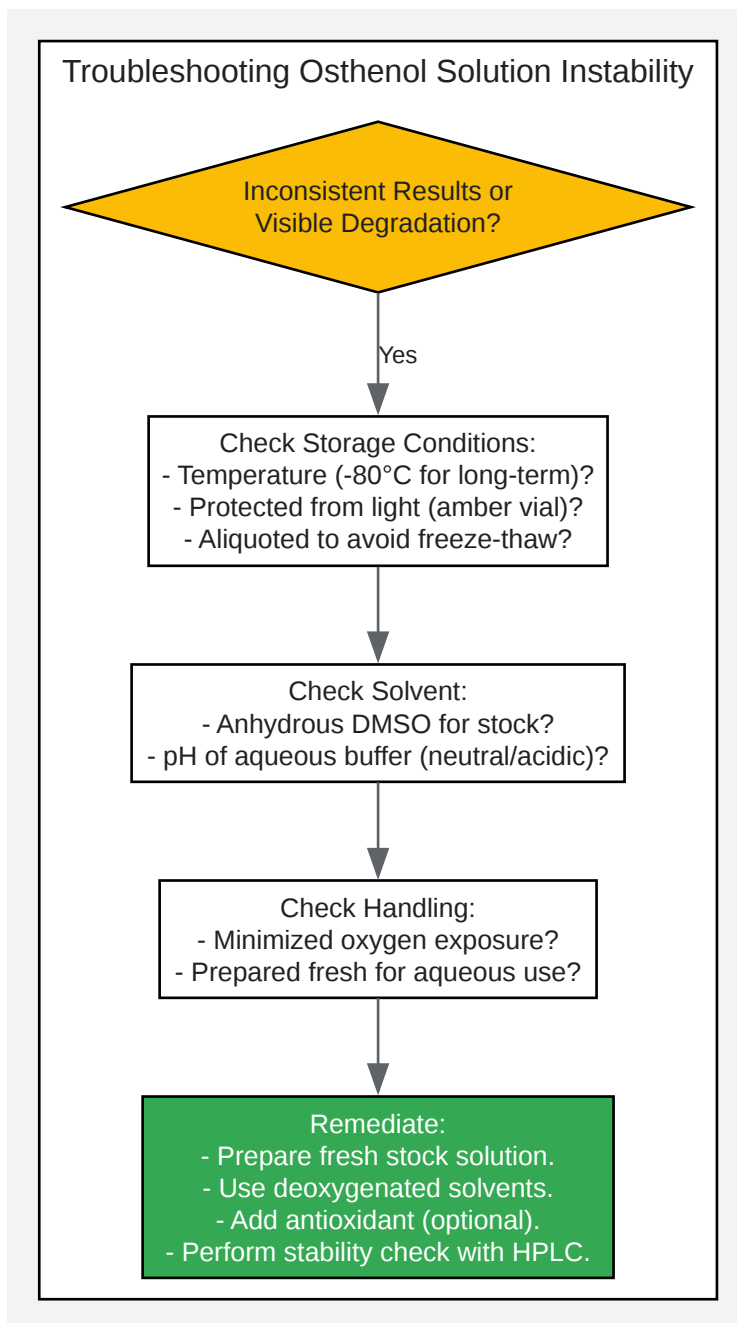 Troubleshooting Osthenol Solution Instability
Inconsistent Results or
Visible Degradation?
Yes
Check Storage Conditions:
- Temperature (-80°C for long-term)?
- Protected from light (amber vial)?
- Aliquoted to avoid freeze-thaw?
Check Solvent:
- Anhydrous DMSO for stock?
- pH of aqueous buffer (neutral/acidic)?
Check Handling:
- Minimized oxygen exposure?
- Prepared fresh for aqueous use?
Remediate:
- Prepare fresh stock solution.
- Use deoxygenated solvents.
- Add antioxidant (optional).
- Perform stability check with HPLC.